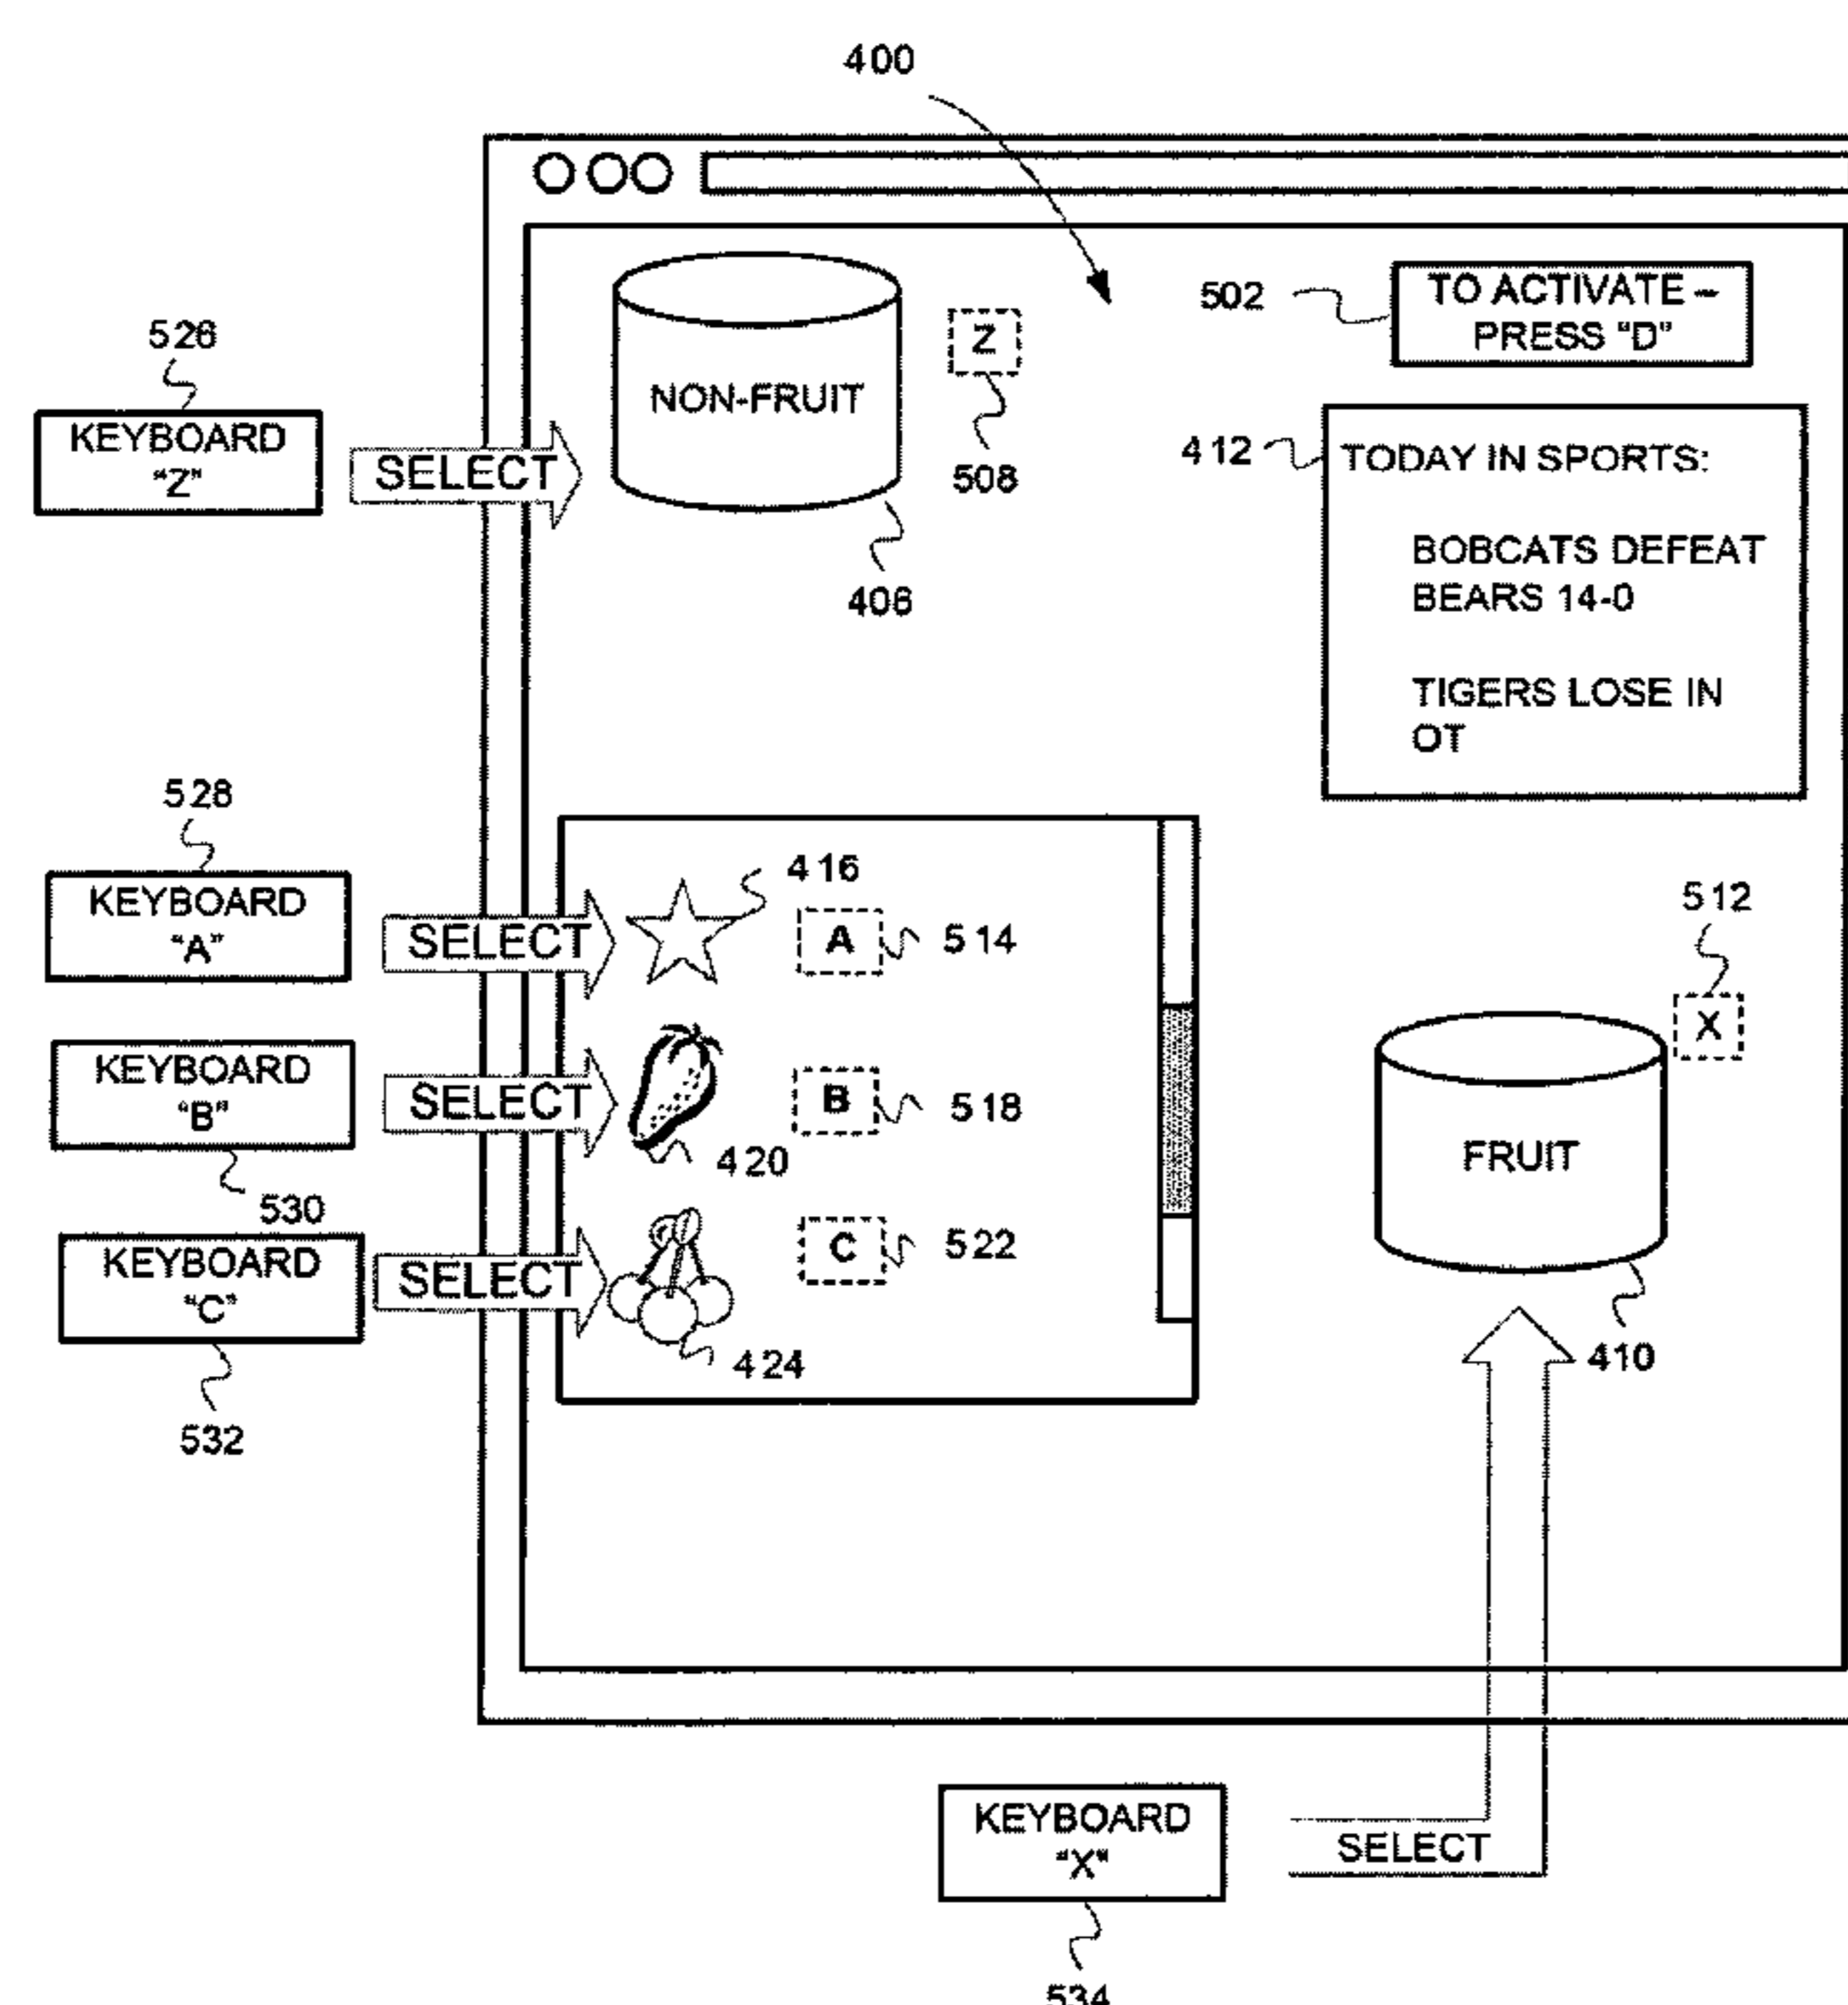 400
502
TO ACTIVATE –
PRESS "D"
526
KEYBOARD
"Z"
SELECT
NON-FRUIT
Z
508
406
412
TODAY IN SPORTS:
BOBCATS DEFEAT
BEARS 14-0
TIGERS LOSE IN
OT
528
KEYBOARD
"A"
SELECT
416
A
514
512
X
KEYBOARD
"B"
530
SELECT
420
B
518
FRUIT
410
KEYBOARD
"C"
532
SELECT
424
C
522
KEYBOARD
"X"
534
SELECT